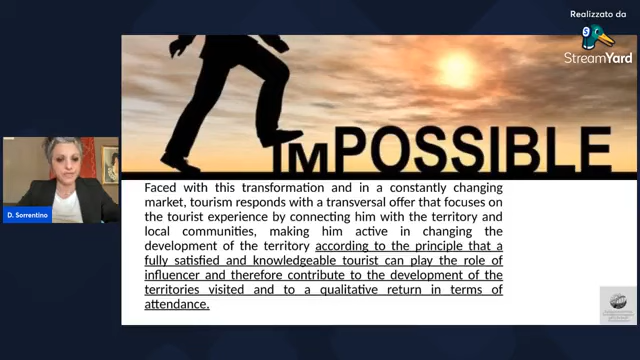 Realizzato da
StreamYard
IMPOSSIBLE
Faced with this transformation and in a constantly changing
market, tourism responds with a transversal offer that focuses on
the tourist experience by connecting him with the territory and
local communities, making him active in changing the
development of the territory according to the principle that a
fully satisfied and knowledgeable tourist can play the role of
influencer and therefore contribute to the development of the
territories visited and to a qualitative return in terms of
attendance.
D. Sorrentino